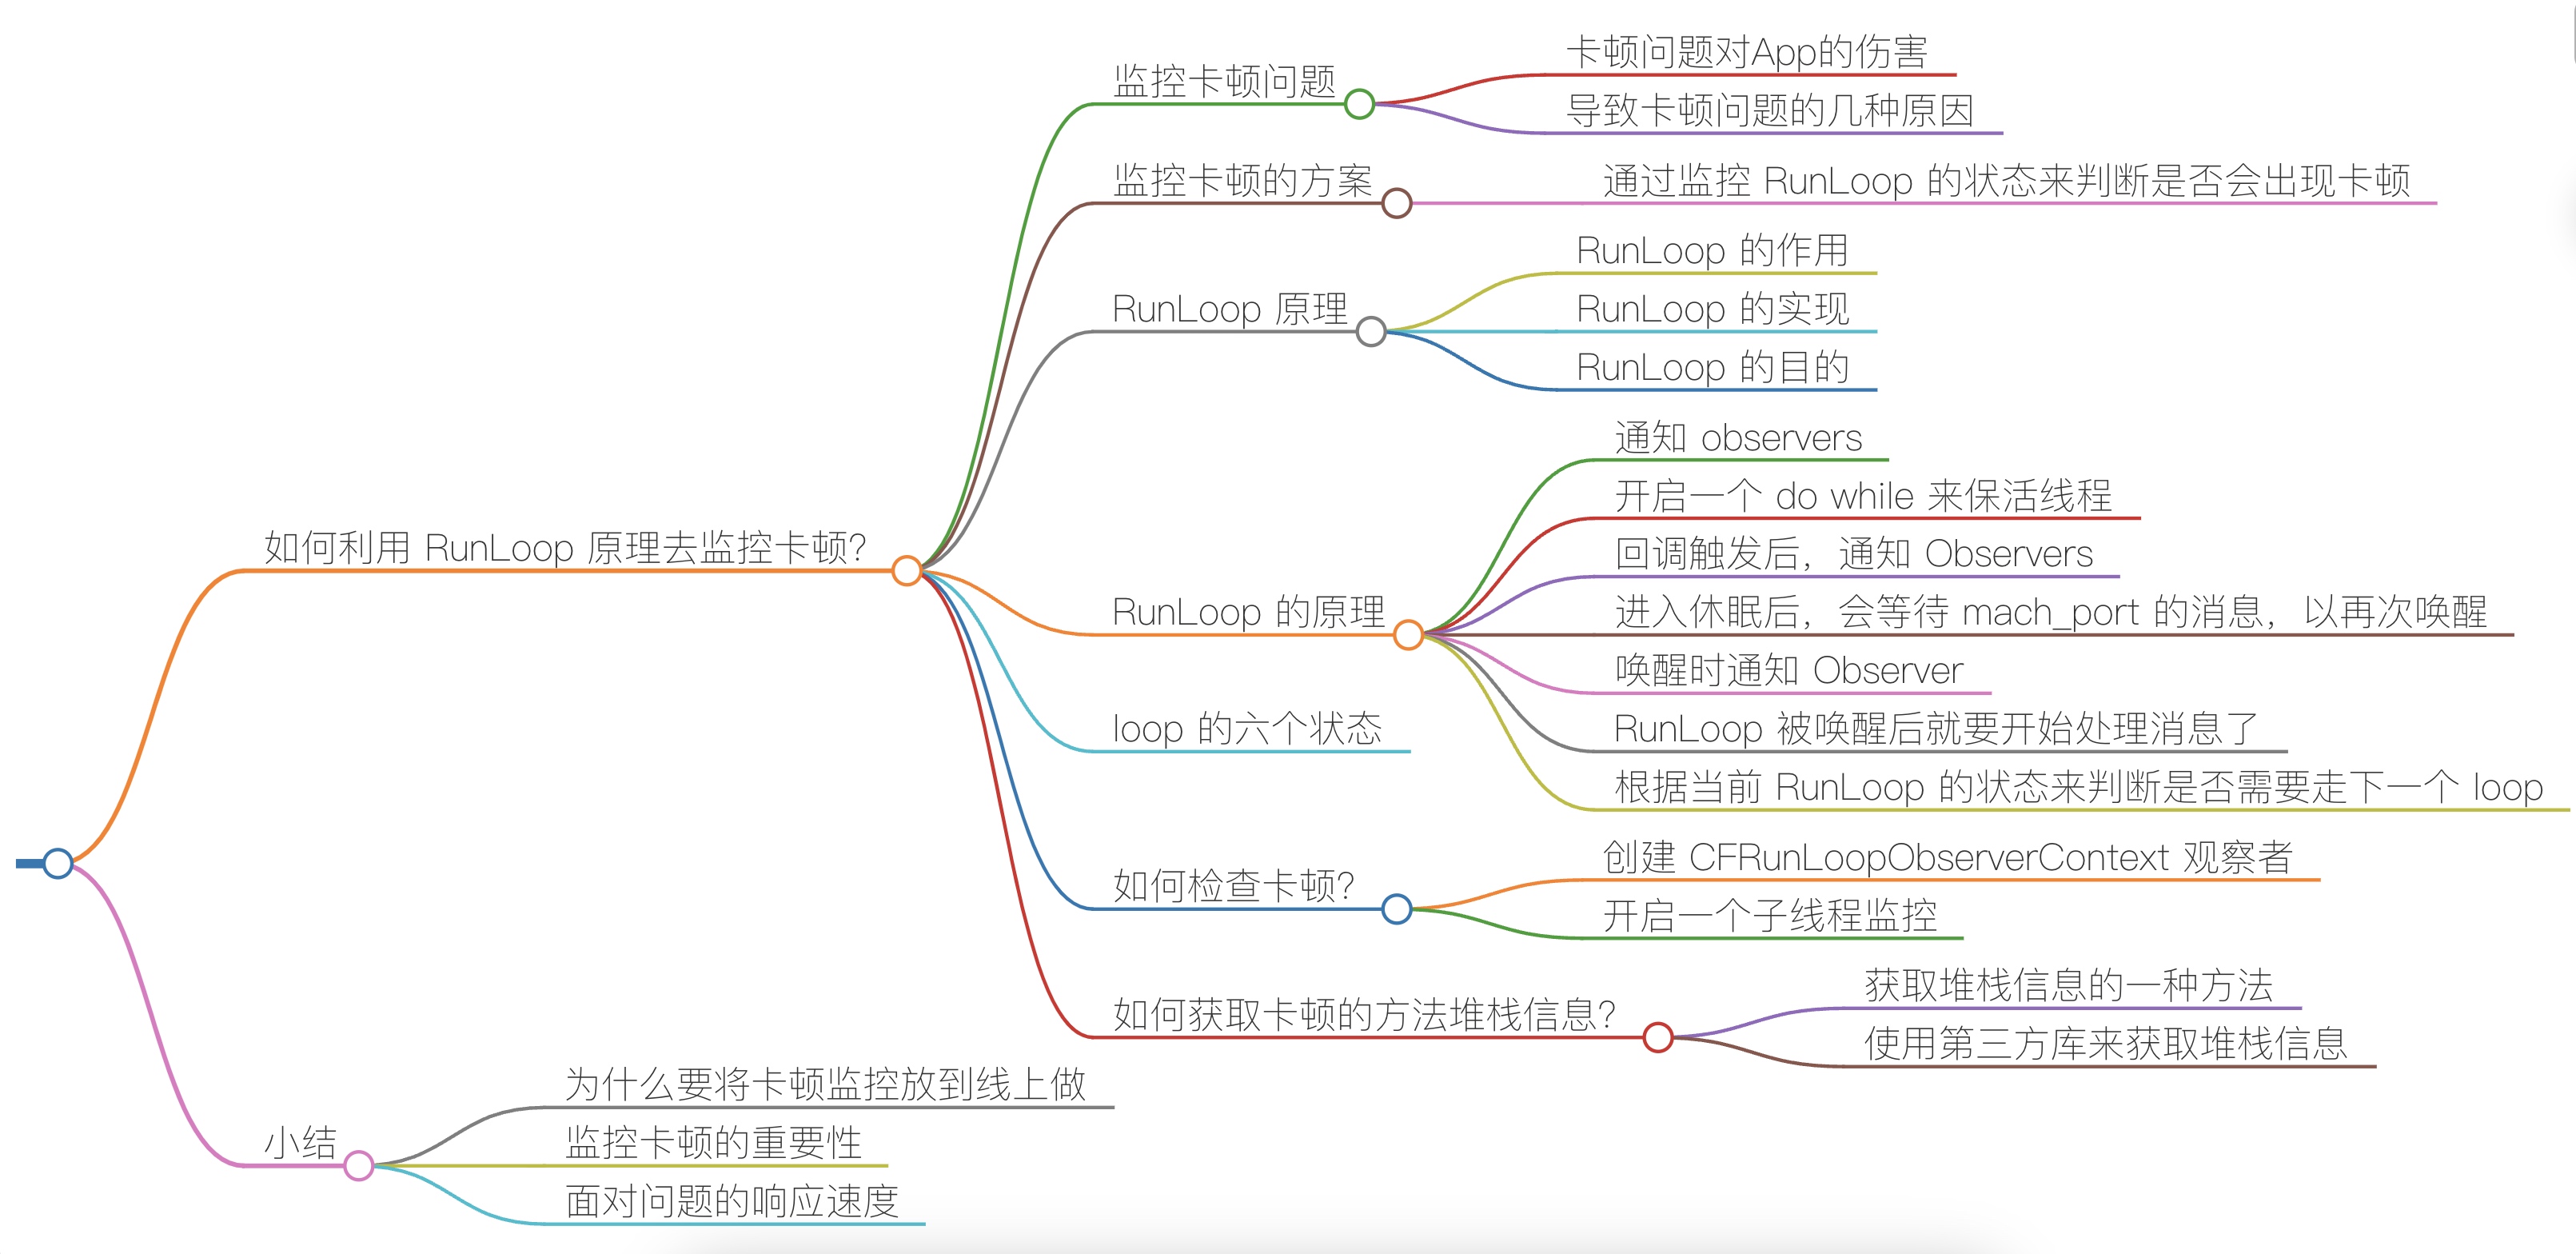 如何利用 RunLoop 原理去监控卡顿？
监控卡顿问题
卡顿问题对App的伤害
导致卡顿问题的几种原因
监控卡顿的方案
通过监控 RunLoop 的状态来判断是否会出现卡顿
RunLoop 原理
RunLoop 的作用
RunLoop 的实现
RunLoop 的目的
RunLoop 的原理
通知 observers
开启一个 do while 来保活线程
回调触发后，通知 Observers
进入休眠后，会等待 mach_port 的消息，以再次唤醒
唤醒时通知 Observer
RunLoop 被唤醒后就要开始处理消息了
根据当前 RunLoop 的状态来判断是否需要走下一个 loop
loop 的六个状态
如何检查卡顿？
创建 CFRunLoopObserverContext 观察者
开启一个子线程监控
如何获取卡顿的方法堆栈信息？
获取堆栈信息的一种方法
使用第三方库来获取堆栈信息
小结
为什么要将卡顿监控放到线上做
监控卡顿的重要性
面对问题的响应速度